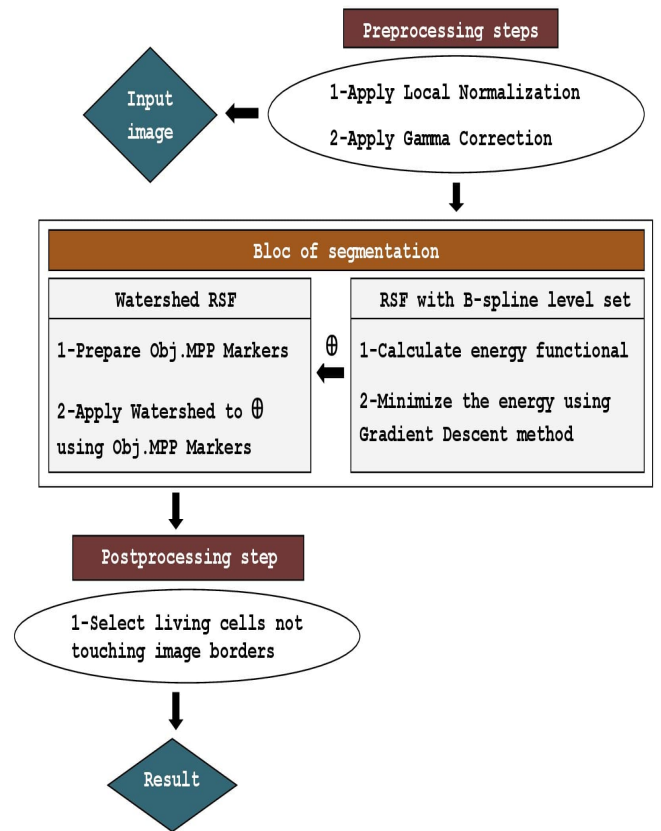 Preprocessing steps
Input
image
1-Apply Local Normalization
2-Apply Gamma Correction
Bloc of segmentation
Watershed RSF
1-Prepare Obj.MPP Markers
2-Apply Watershed to ⊕
using Obj.MPP Markers
⊕
RSF with B-spline level set
1-Calculate energy functional
2-Minimize the energy using
Gradient Descent method
Postprocessing step
1-Select living cells not
touching image borders
Result